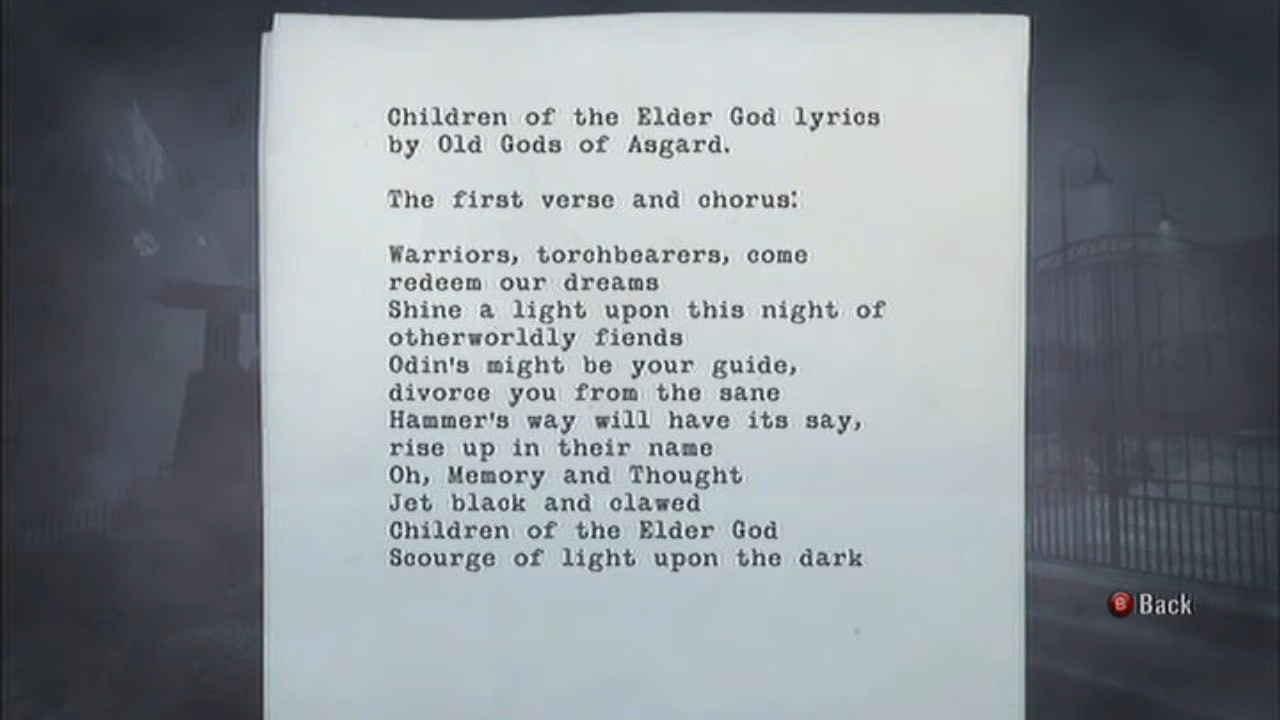 Children of the Elder God lyrics
by Old Gods of Asgard.
The first verse and chorus:
Warriors, torchbearers, come
redeem our dreams
Shine a light upon this night of
otherworldly fiends
Odin's might be your guide,
divorce you from the sane
Hammer's way will have its say,
rise up in their name
Oh, Memory and Thought
Jet black and clawed
Children of the Elder God
Scourge of light upon the dark
B Back